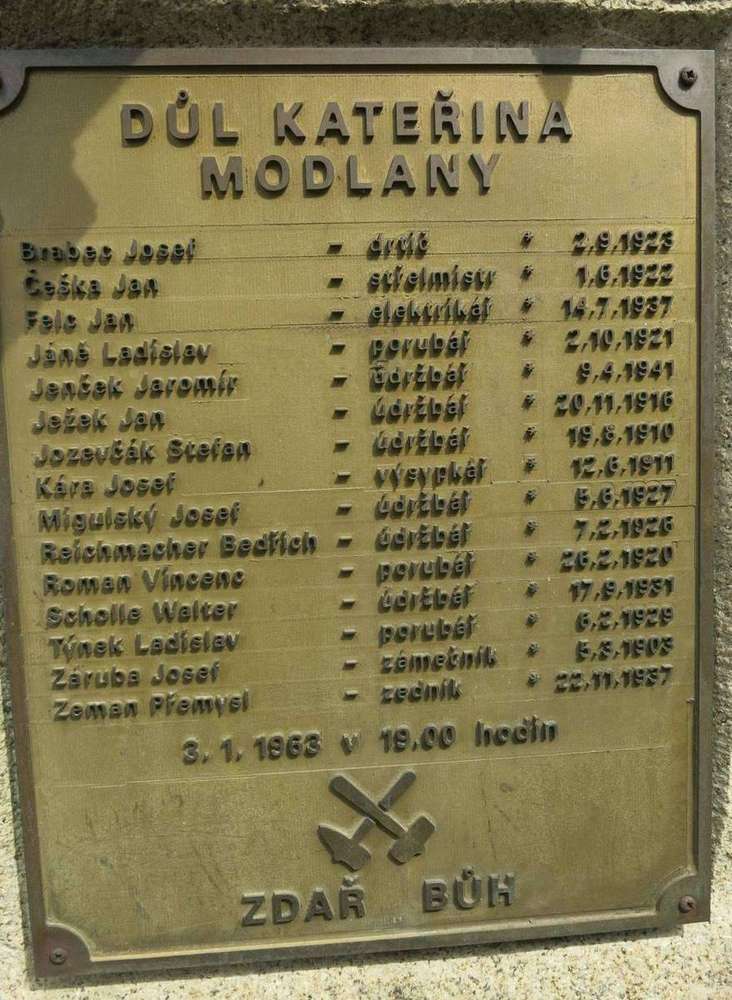 DŮL KATEŘINA
MODLANY
Brabec Josef - drtič * 2.9.1923
Češka Jan - střelmistr * 1.6.1922
Felc Jan - elektrikář * 14.7.1937
Jáně Ladislav - porubář * 2.10.1921
Jenček Jaromír - údržbář * 9.4.1941
Ježek Jan - údržbář * 20.11.1916
Jozevčák Stefan - údržbář * 19.8.1910
Kára Josef - výsypkář * 12.6.1911
Migulský Josef - údržbář * 5.6.1927
Reichmacher Bedřich - údržbář * 7.2.1926
Roman Vincenc - porubář * 26.2.1920
Scholle Walter - údržbář * 17.9.1931
Týnek Ladislav - porubář * 6.2.1929
Záruba Josef - zámečník * 5.3.1903
Zeman Přemysl - zedník * 22.11.1937
3. 1. 1963 v 19.00 hodin
ZDAŘ BŮH